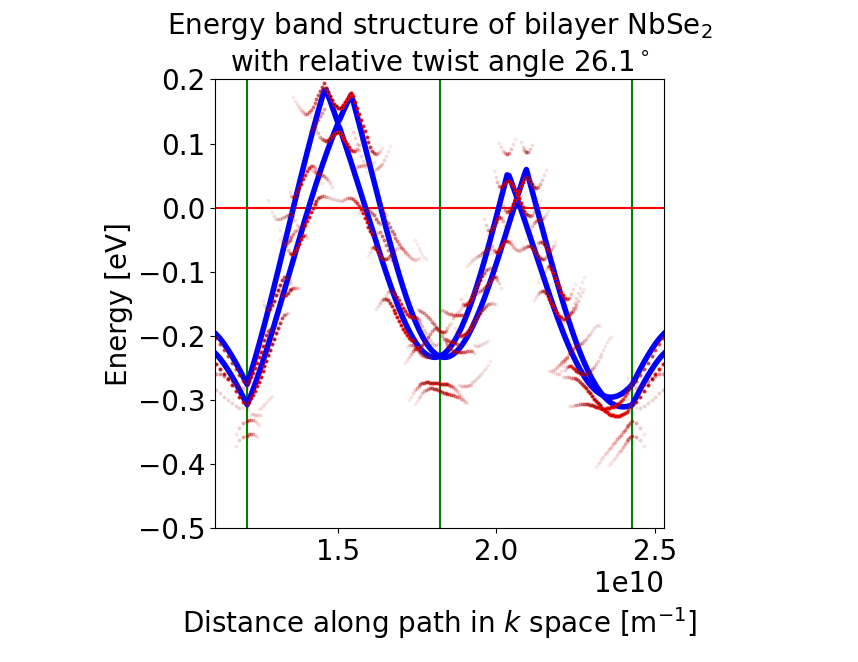 Energy band structure of bilayer NbSe₂
with relative twist angle 26.1°
0.2
0.1
0.0
−0.1
−0.2
−0.3
−0.4
−0.5
Energy [eV]
1.5 2.0 2.5
1e10
Distance along path in k space [m⁻¹]